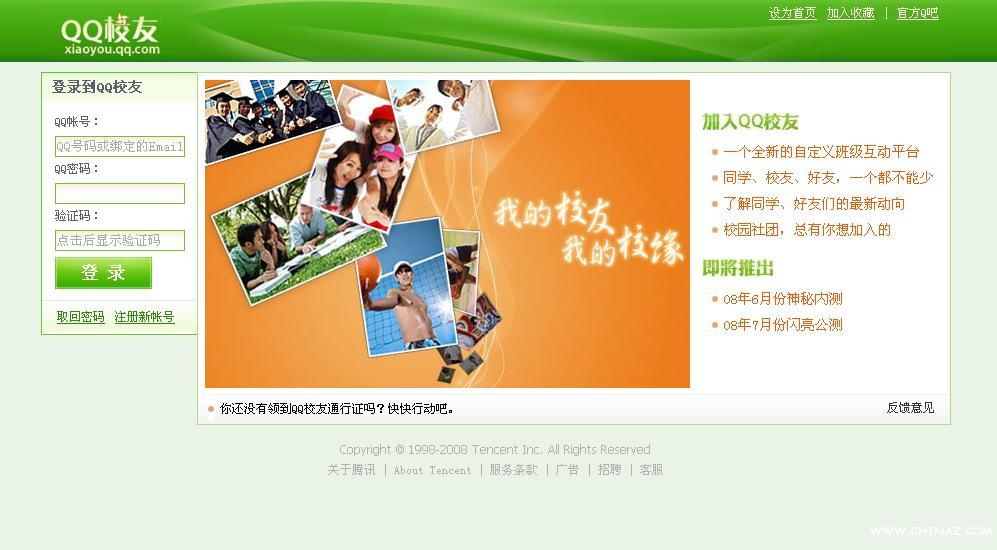 设为首页 加入收藏 | 官方Q吧
QQ校友
xiaoyou.qq.com
登录到QQ校友
QQ帐号：
QQ号码或绑定的Email
QQ密码：
验证码：
点击后显示验证码
登 录
取回密码 注册新帐号
我的校友
我的校缘
加入QQ校友
一个全新的自定义班级互动平台
同学、校友、好友，一个都不能少
了解同学、好友们的最新动向
校园社团，总有你想加入的
即將推出
08年6月份神秘内测
08年7月份闪亮公测
你还没有领到QQ校友通行证吗？快快行动吧。
反馈意见
Copyright © 1998-2008 Tencent Inc. All Rights Reserved
关于腾讯 | About Tencent | 服务条款 | 广告 | 招聘 | 客服
WWW.CHINAZ.COM